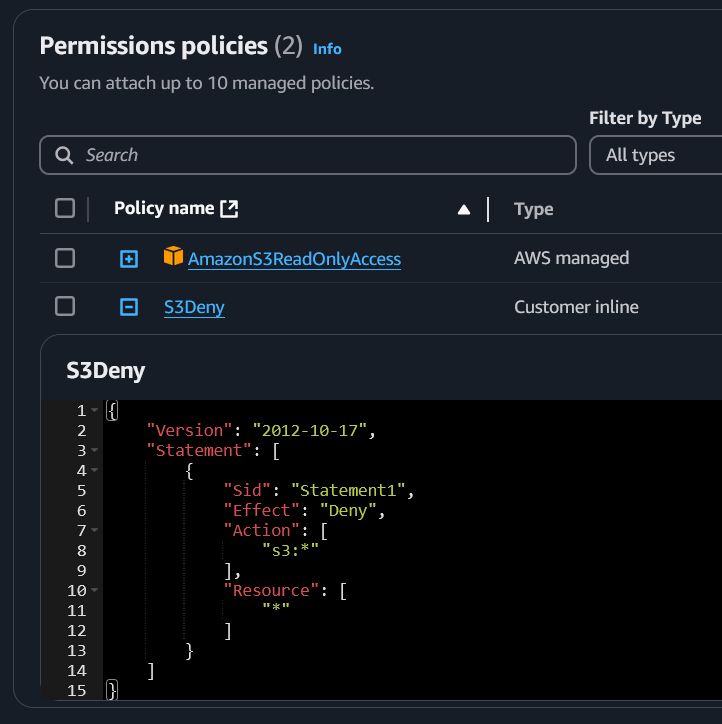 Permissions policies (2) Info
You can attach up to 10 managed policies.
Filter by Type
Search All types
Policy name Type
AmazonS3ReadOnlyAccess AWS managed
S3Deny Customer inline
S3Deny
1 {
2 "Version": "2012-10-17",
3 "Statement": [
4 {
5 "Sid": "Statement1",
6 "Effect": "Deny",
7 "Action": [
8 "s3:*"
9 ],
10 "Resource": [
11 "*"
12 ]
13 }
14 ]
15 }